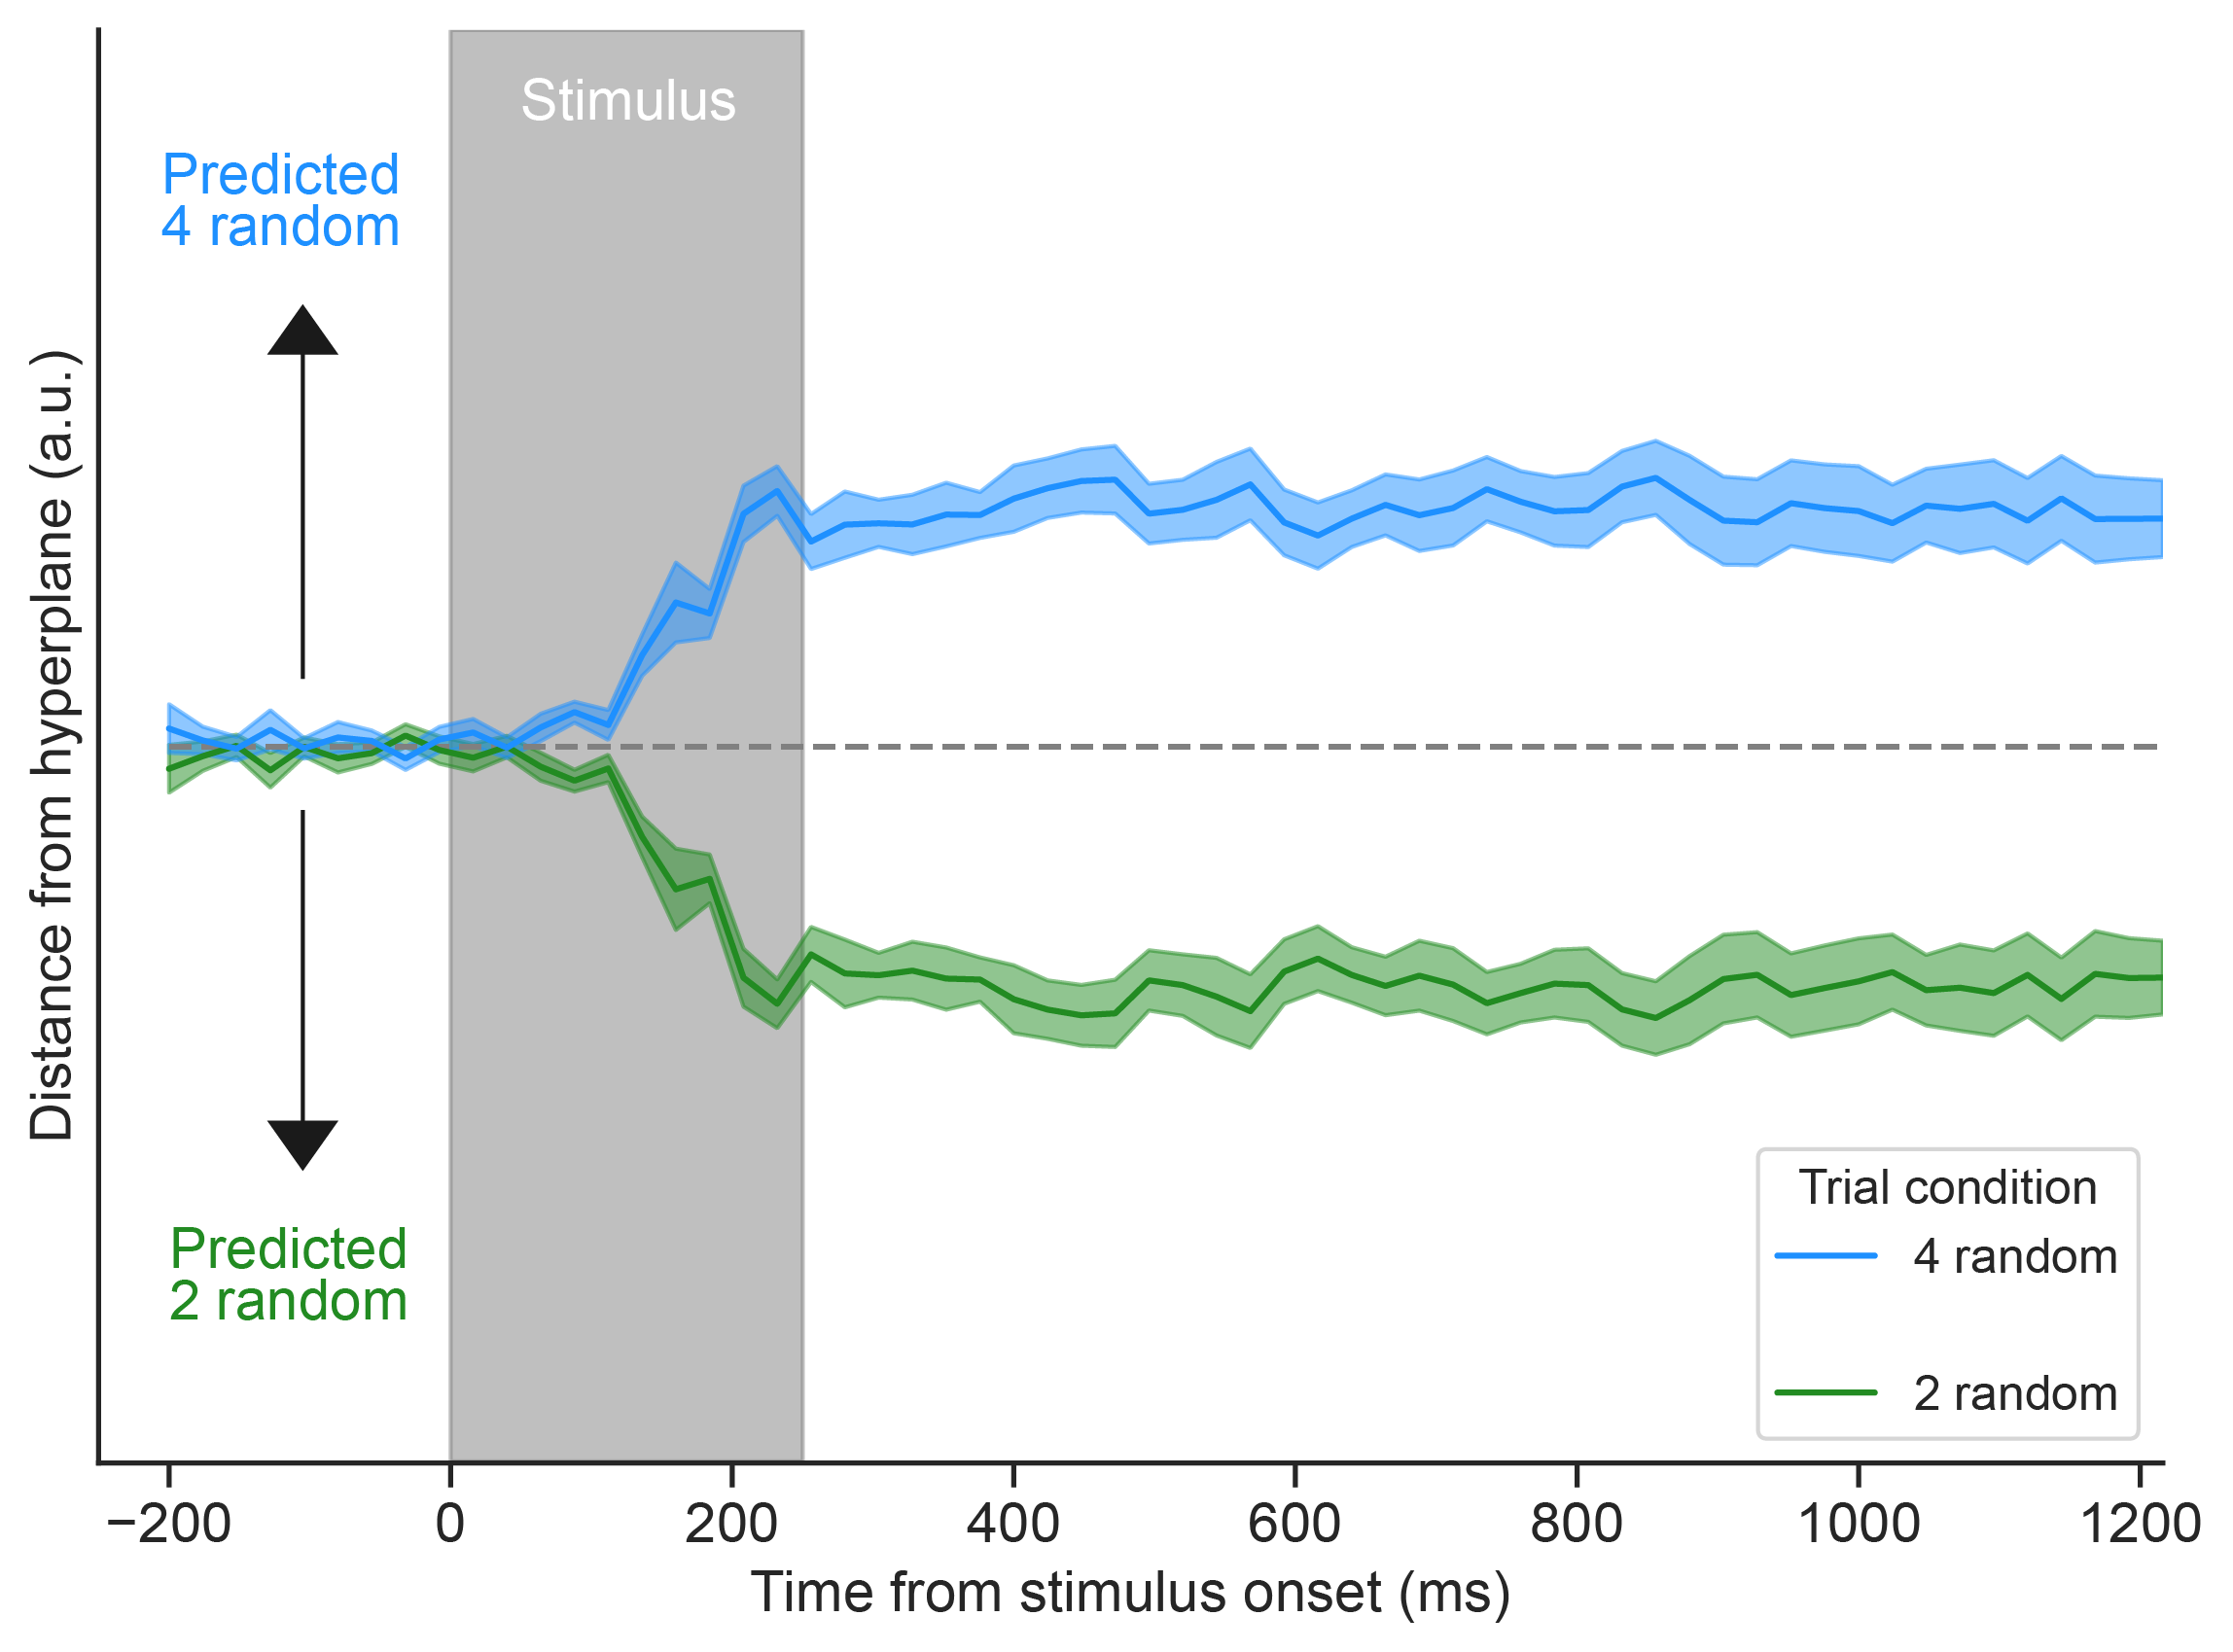 Stimulus
Predicted
4 random
Distance from hyperplane (a.u.)
Predicted
2 random
Trial condition
4 random
2 random
−200 0 200 400 600 800 1000 1200
Time from stimulus onset (ms)